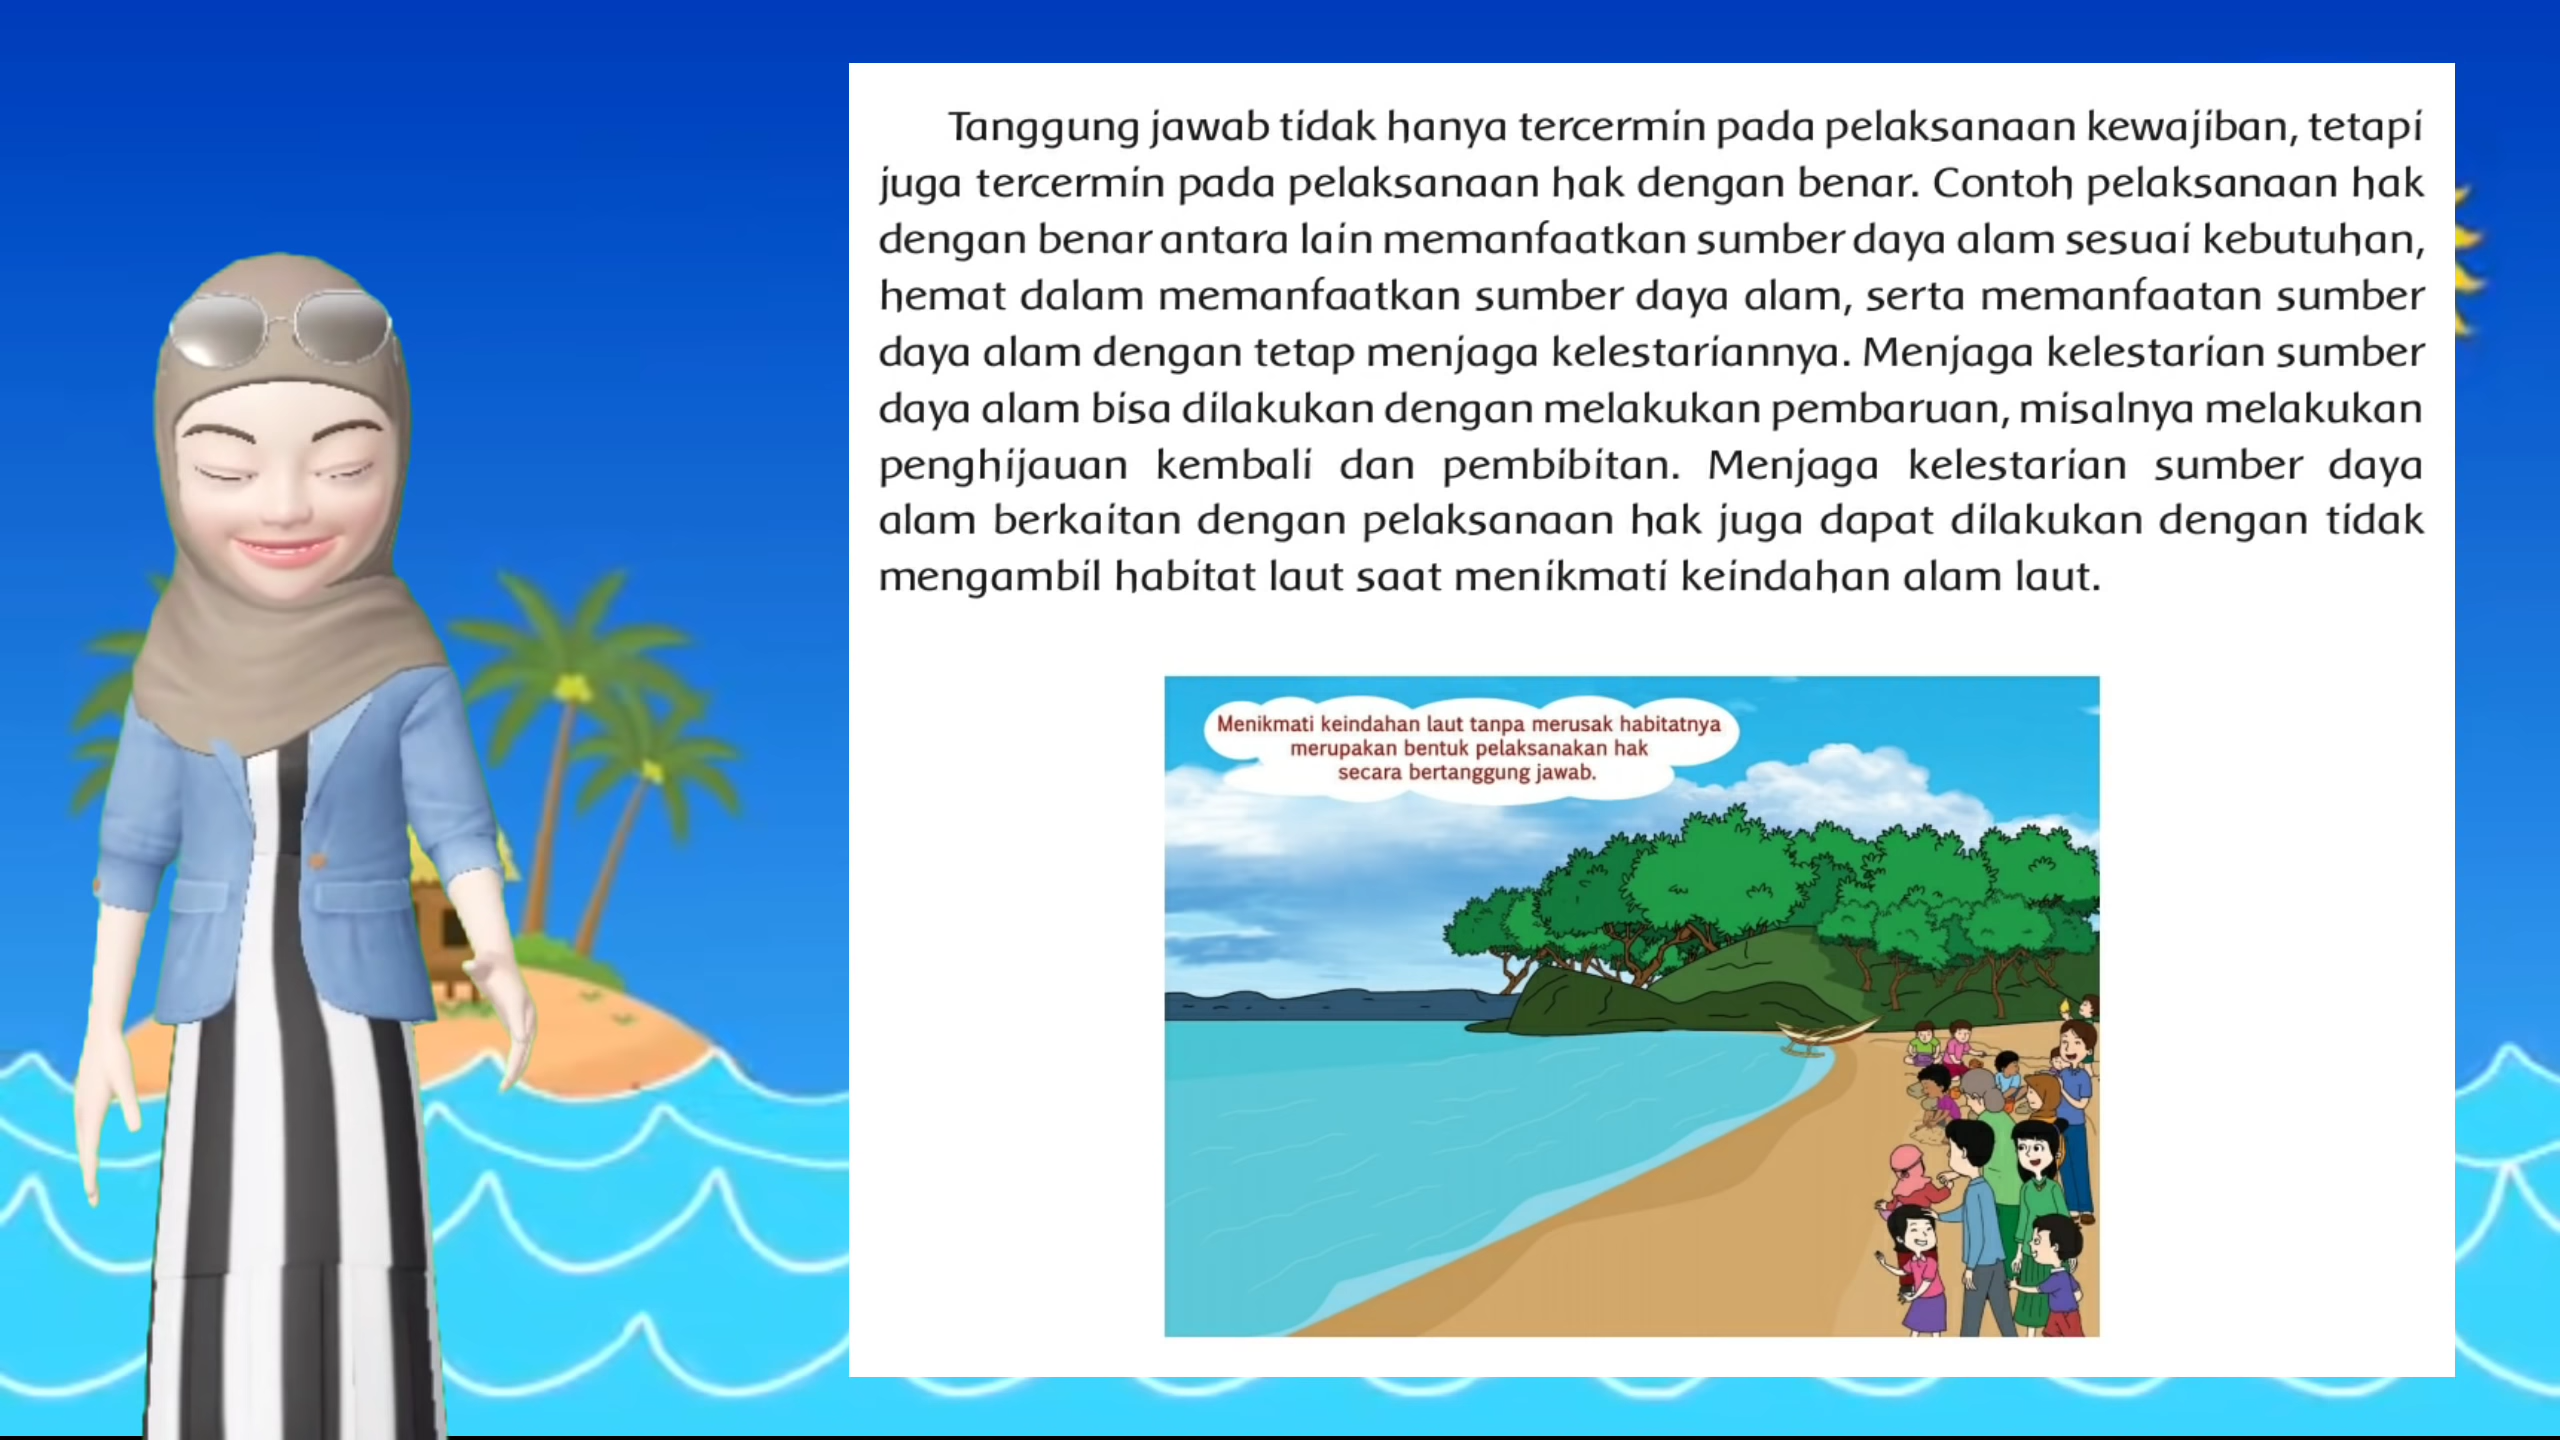 Tanggung jawab tidak hanya tercermin pada pelaksanaan kewajiban, tetapi
juga tercermin pada pelaksanaan hak dengan benar. Contoh pelaksanaan hak
dengan benar antara lain memanfaatkan sumber daya alam sesuai kebutuhan,
hemat dalam memanfaatkan sumber daya alam, serta memanfaatan sumber
daya alam dengan tetap menjaga kelestariannya. Menjaga kelestarian sumber
daya alam bisa dilakukan dengan melakukan pembaruan, misalnya melakukan
penghijauan kembali dan pembibitan. Menjaga kelestarian sumber daya
alam berkaitan dengan pelaksanaan hak juga dapat dilakukan dengan tidak
mengambil habitat laut saat menikmati keindahan alam laut.
Menikmati keindahan laut tanpa merusak habitatnya
merupakan bentuk pelaksanakan hak
secara bertanggung jawab.